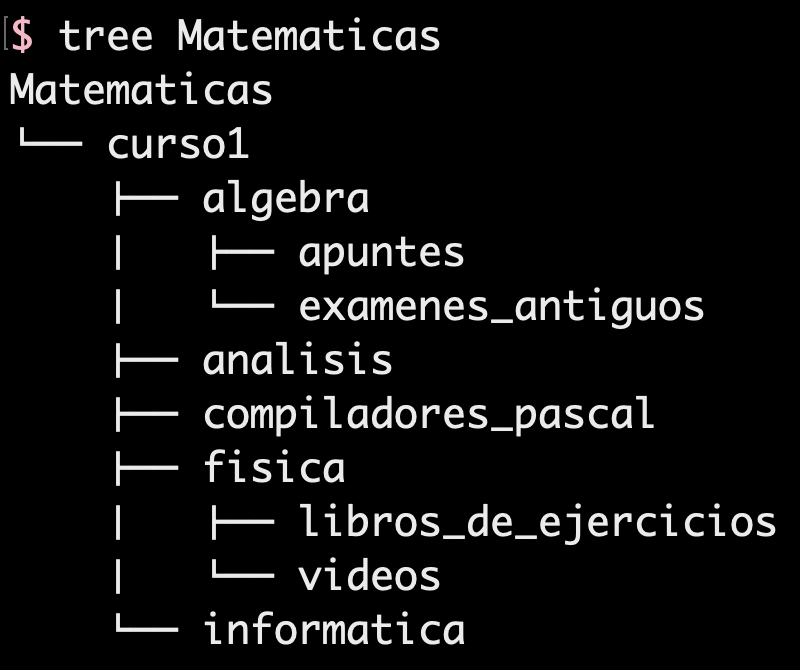 $ tree Matematicas
Matematicas
└── curso1
    ├── algebra
    │   ├── apuntes
    │   └── examenes_antiguos
    ├── analisis
    ├── compiladores_pascal
    ├── fisica
    │   ├── libros_de_ejercicios
    │   └── videos
    └── informatica